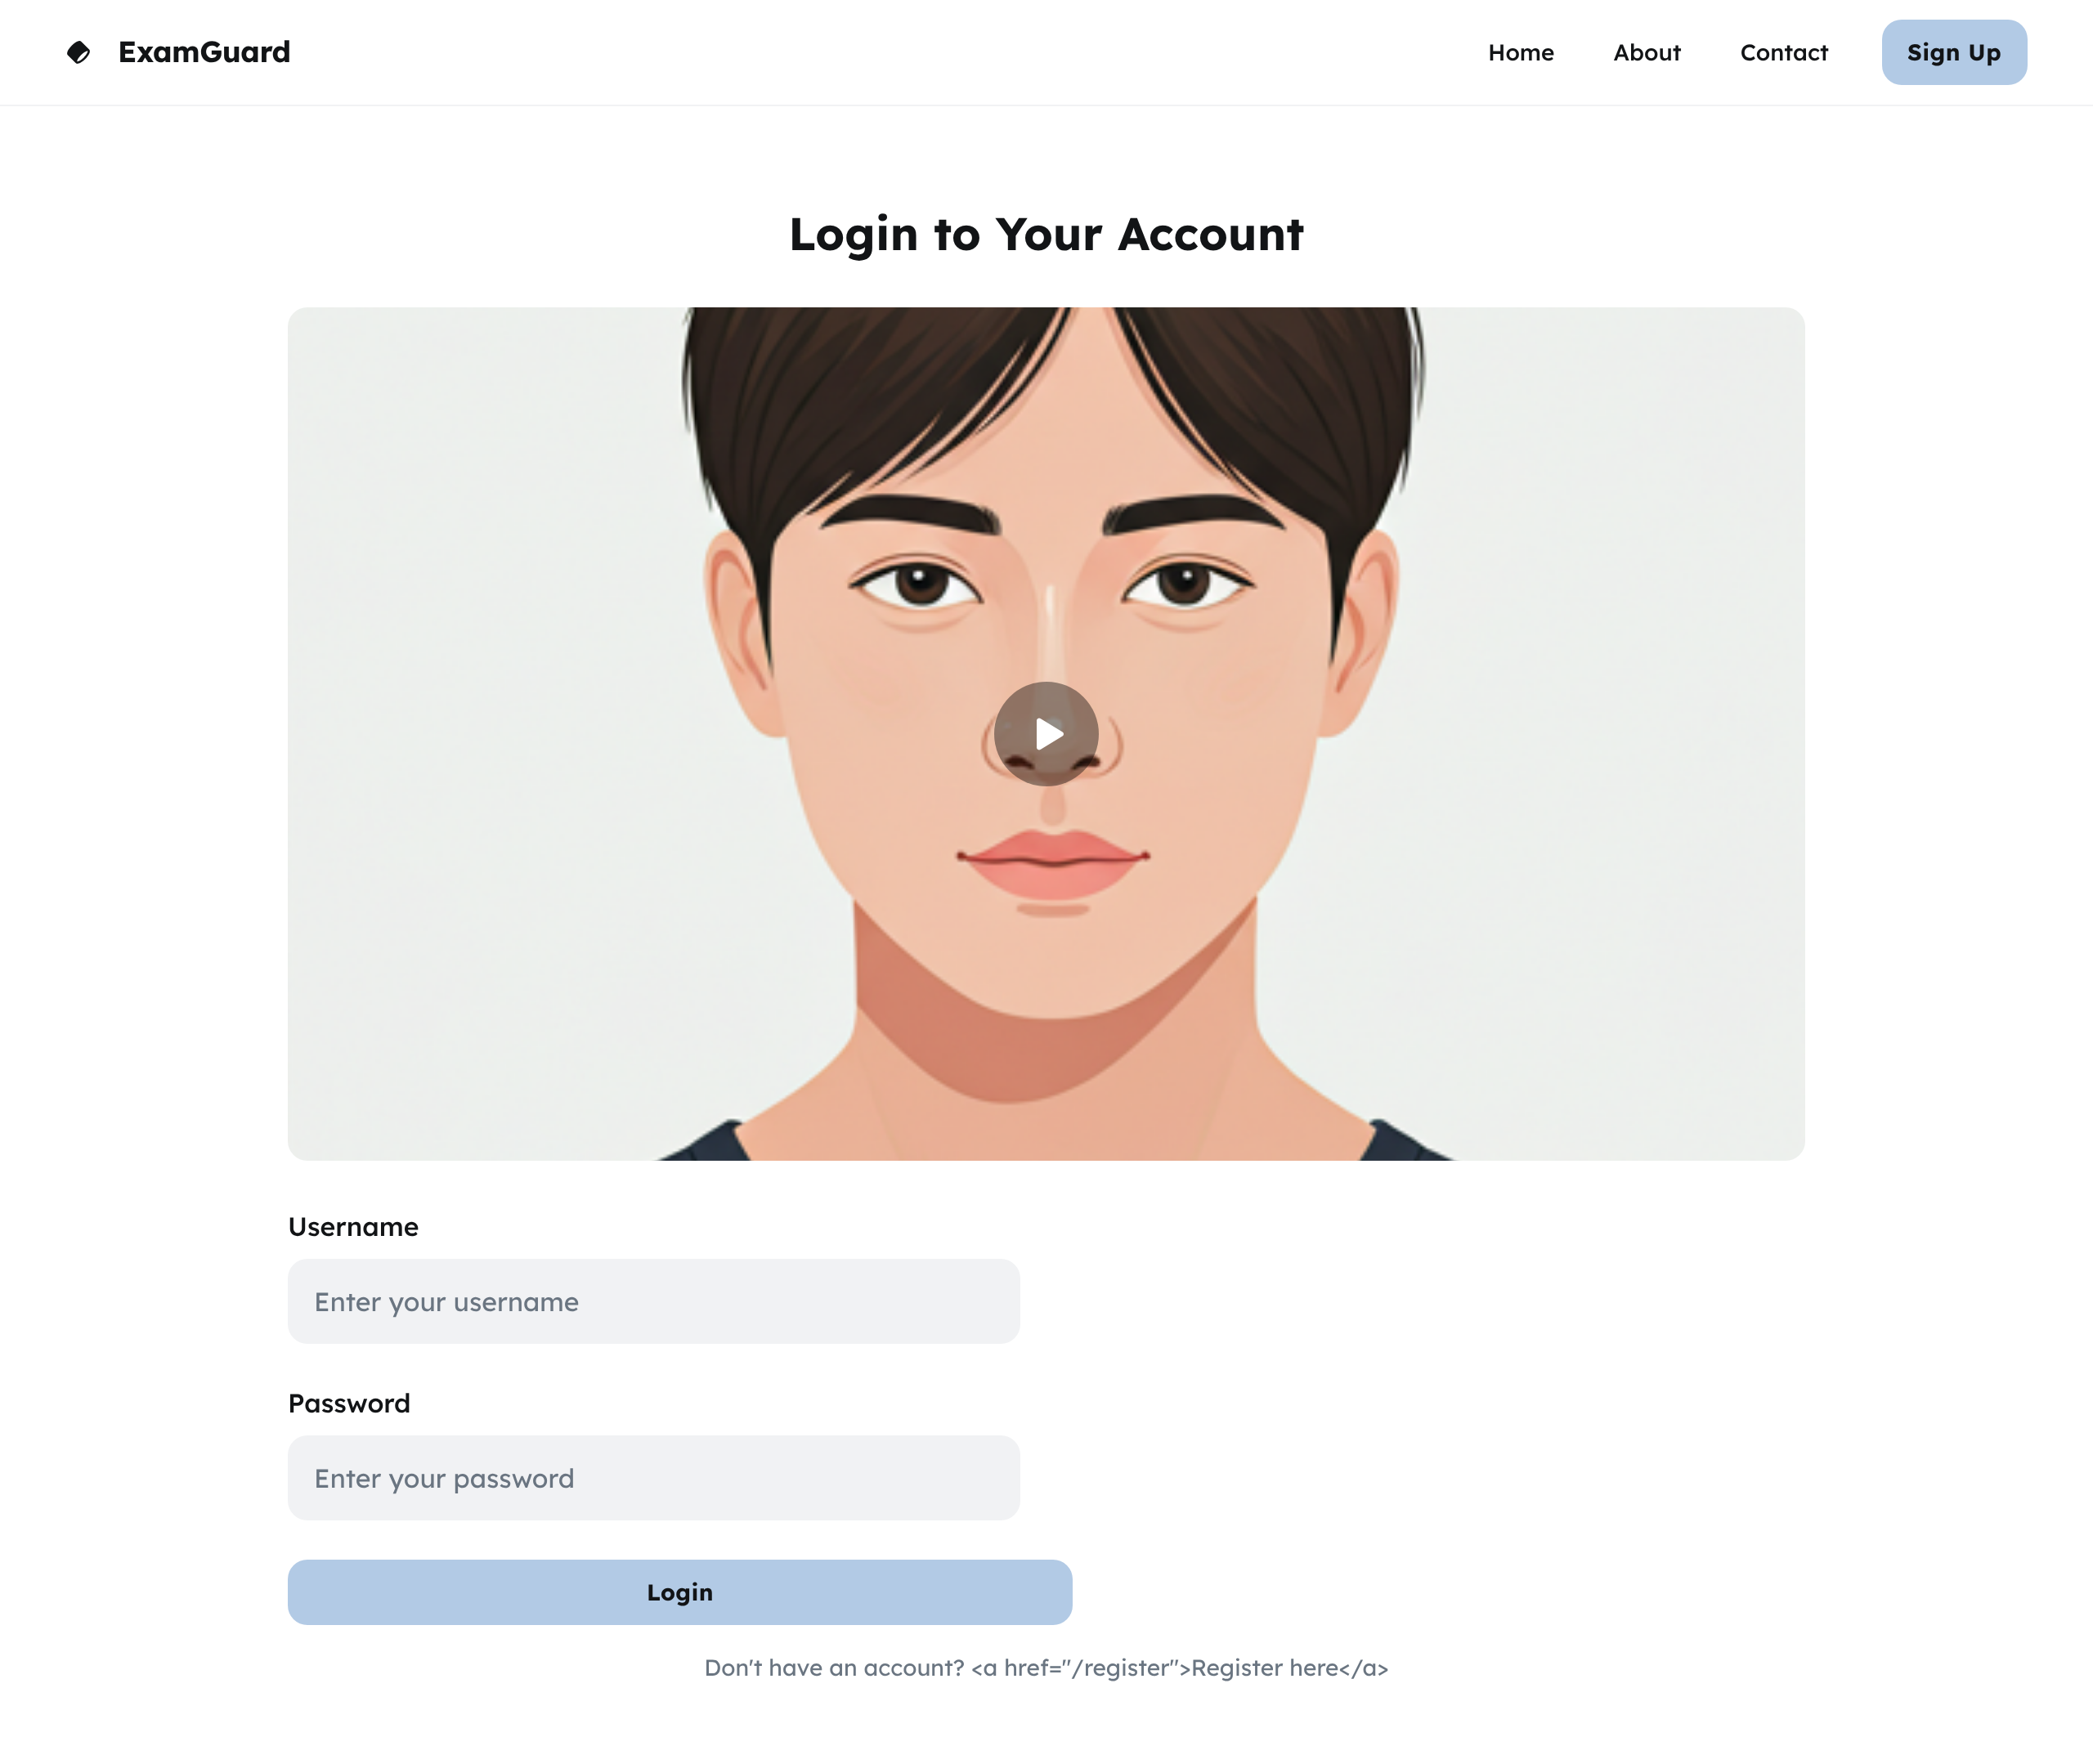 ExamGuard
Home
About
Contact
Sign Up
Login to Your Account
Username
Enter your username
Password
Enter your password
Login
Don't have an account? <a href="/register">Register here</a>